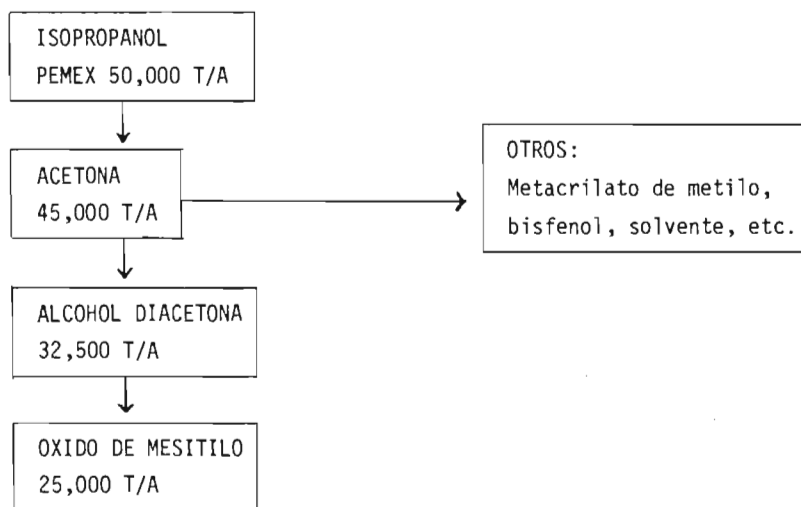 ISOPROPANOL
PEMEX 50,000 T/A
ACETONA
45,000 T/A
OTROS:
Metacrilato de metilo,
bisfenol, solvente, etc.
ALCOHOL DIACETONA
32,500 T/A
OXIDO DE MESITILO
25,000 T/A